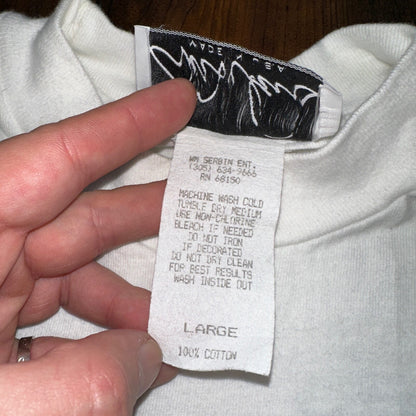 WM SERBIN ENT.
(305) 634-9666
RN 68150
MACHINE WASH COLD
TUMBLE DRY MEDIUM
USE NON-CHLORINE
BLEACH IF NEEDED
DO NOT IRON
IF DECORATED
DO NOT DRY CLEAN
FOR BEST RESULTS
WASH INSIDE OUT
LARGE
100% COTTON